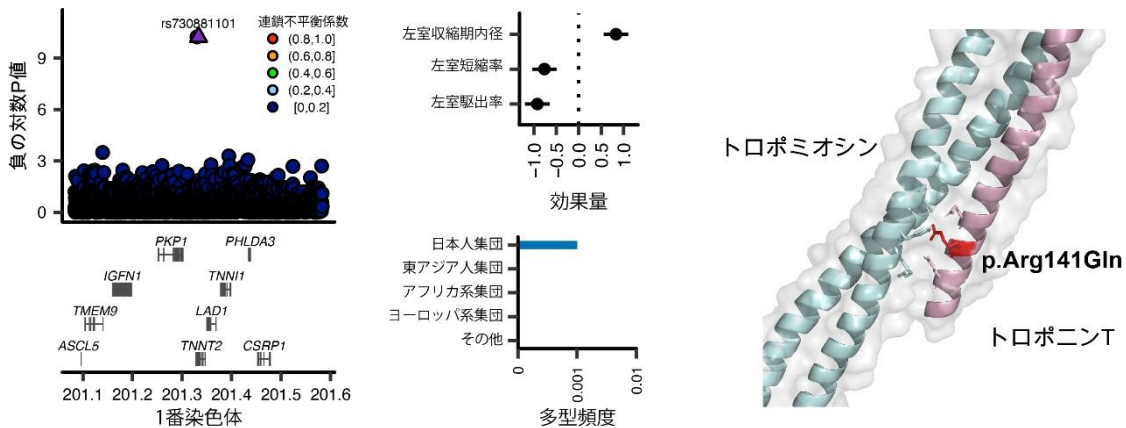 rs730881101
連鎖不平衡係数
(0.8,1.0]
(0.6,0.8]
(0.4,0.6]
(0.2,0.4]
[0,0.2]
負の対数P値
9
6
3
0
PKP1
PHLDA3
IGFN1
TNNI1
TMEM9
LAD1
ASCL5
TNNT2
CSRP1
201.1 201.2 201.3 201.4 201.5 201.6
1番染色体
左室収縮期内径
左室短縮率
左室駆出率
-1.0 -0.5 0.0 0.5 1.0
効果量
日本人集団
東アジア人集団
アフリカ系集団
ヨーロッパ系集団
その他
0 0.001 0.01
多型頻度
トロポミオシン
p.Arg141Gln
トロポニンT